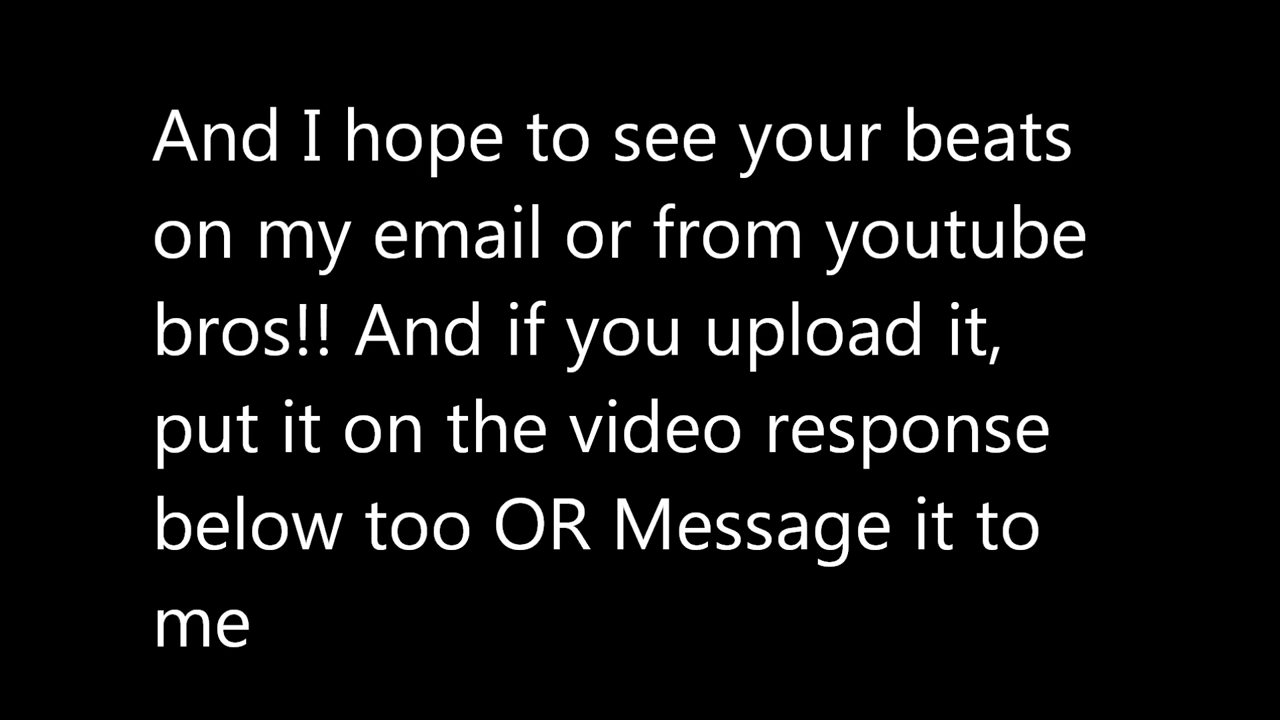 And I hope to see your beats
on my email or from youtube
bros!! And if you upload it,
put it on the video response
below too OR Message it to
me